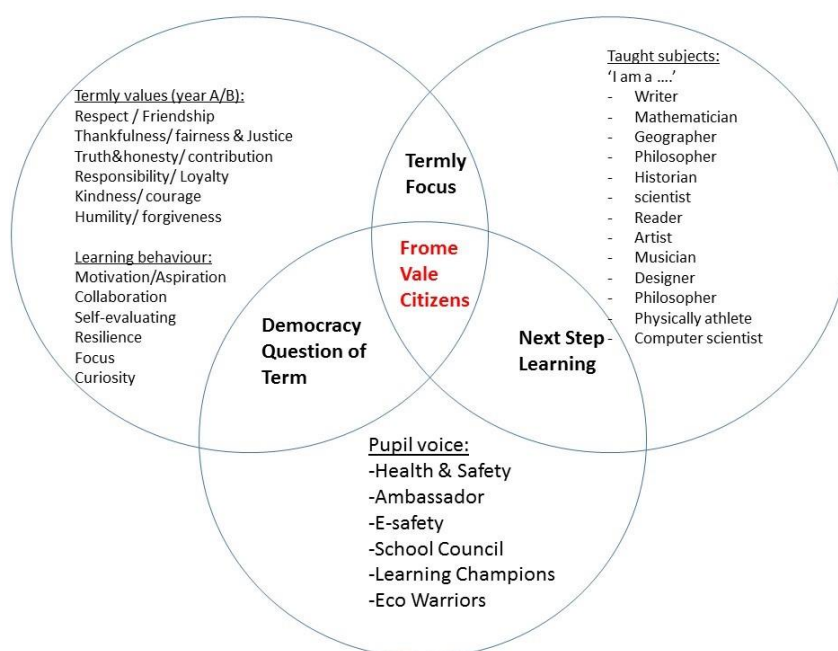 Termly values (year A/B):
Respect / Friendship
Thankfulness/ fairness & Justice
Truth&honesty/ contribution
Responsibility/ Loyalty
Kindness/ courage
Humility/ forgiveness
Learning behaviour:
Motivation/Aspiration
Collaboration
Self-evaluating
Resilience
Focus
Curiosity
Termly
Focus
Taught subjects:
'I am a ....'
- Writer
- Mathematician
- Geographer
- Philosopher
- Historian
- scientist
- Reader
- Artist
- Musician
- Designer
- Philosopher
- Physically athlete
- Computer scientist
Frome
Vale
Citizens
Democracy
Question of
Term
Next Step
Learning
Pupil voice:
-Health & Safety
-Ambassador
-E-safety
-School Council
-Learning Champions
-Eco Warriors